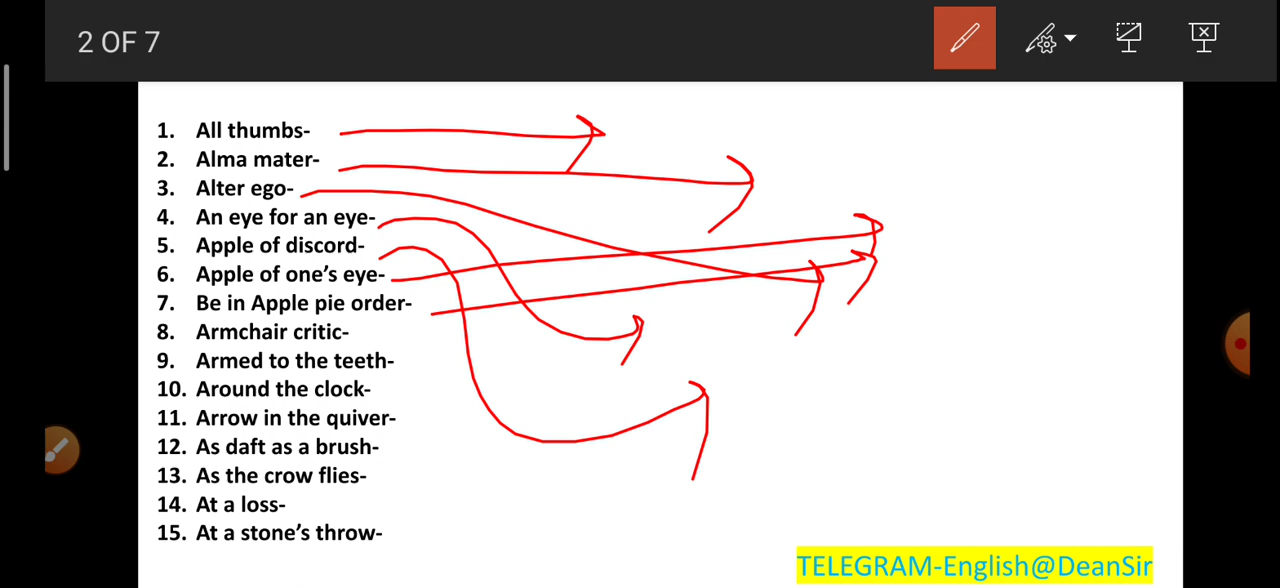 2 OF 7
1. All thumbs-
2. Alma mater-
3. Alter ego-
4. An eye for an eye-
5. Apple of discord-
6. Apple of one's eye-
7. Be in Apple pie order-
8. Armchair critic-
9. Armed to the teeth-
10. Around the clock-
11. Arrow in the quiver-
12. As daft as a brush-
13. As the crow flies-
14. At a loss-
15. At a stone's throw-
TELEGRAM-English@DeanSir